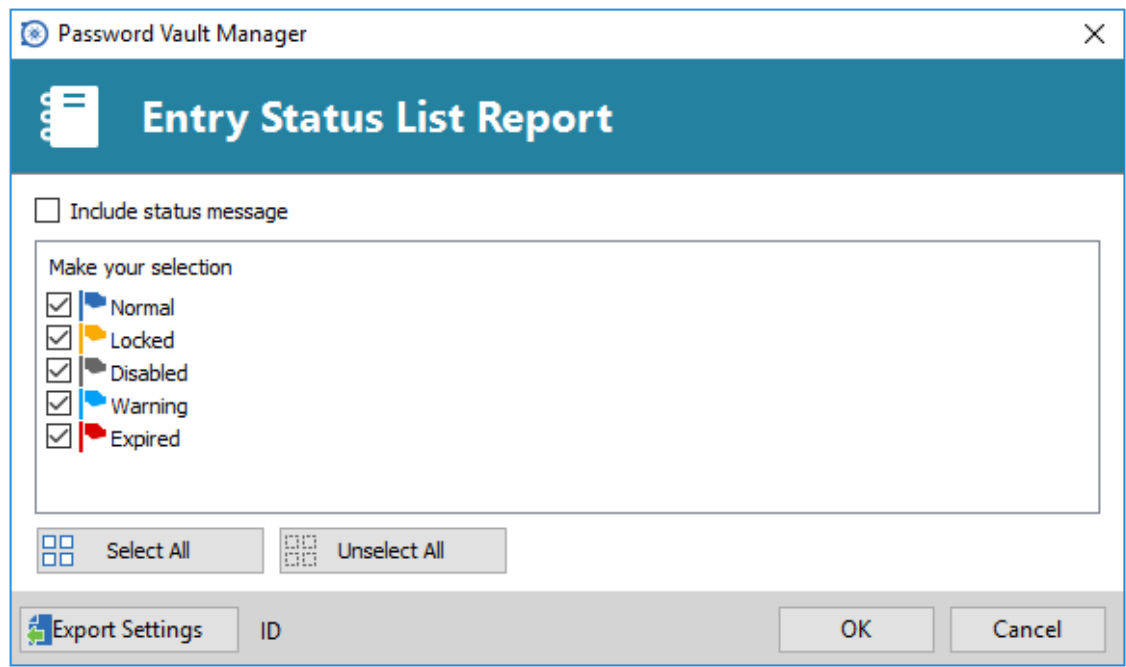 Password Vault Manager
Entry Status List Report
Include status message
Make your selection
Normal
Locked
Disabled
Warning
Expired
Select All
Unselect All
Export Settings
ID
OK
Cancel